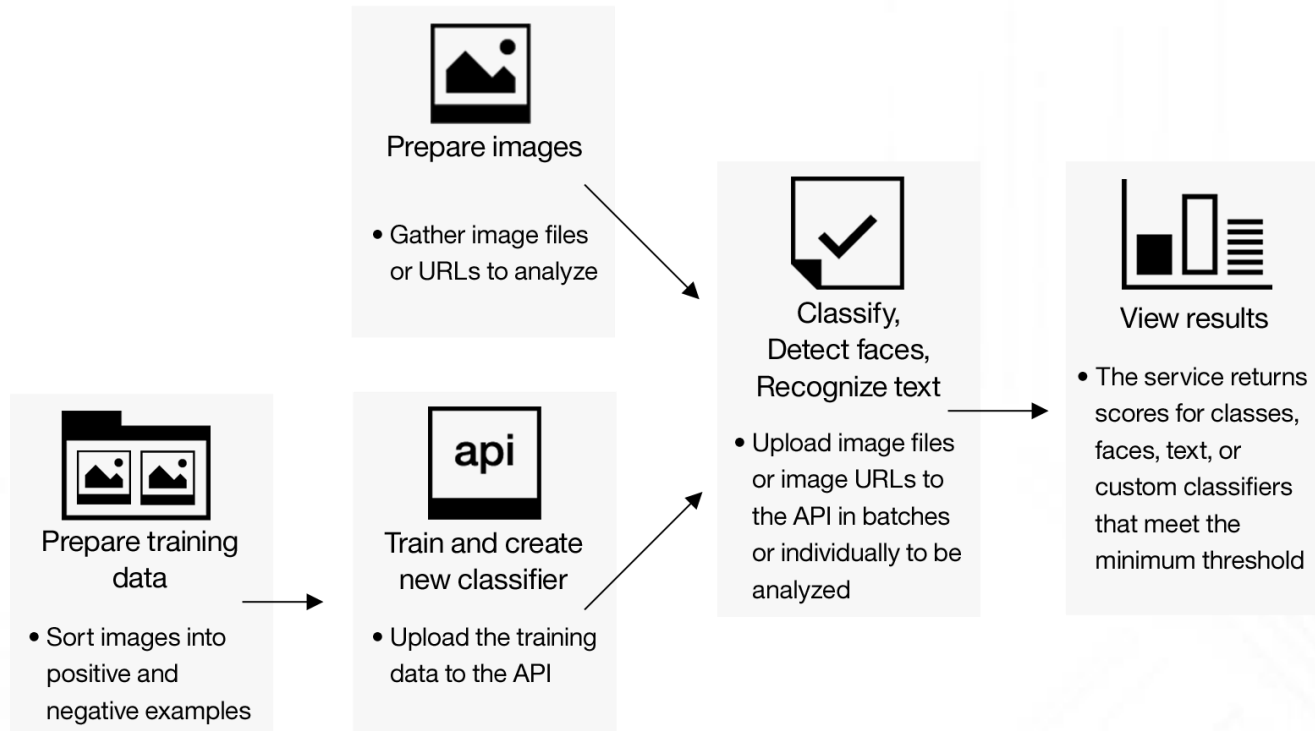 Prepare images
• Gather image files
or URLs to analyze
Prepare training
data
• Sort images into
positive and
negative examples
api
Train and create
new classifier
• Upload the training
data to the API
Classify,
Detect faces,
Recognize text
• Upload image files
or image URLs to
the API in batches
or individually to be
analyzed
View results
• The service returns
scores for classes,
faces, text, or
custom classifiers
that meet the
minimum threshold